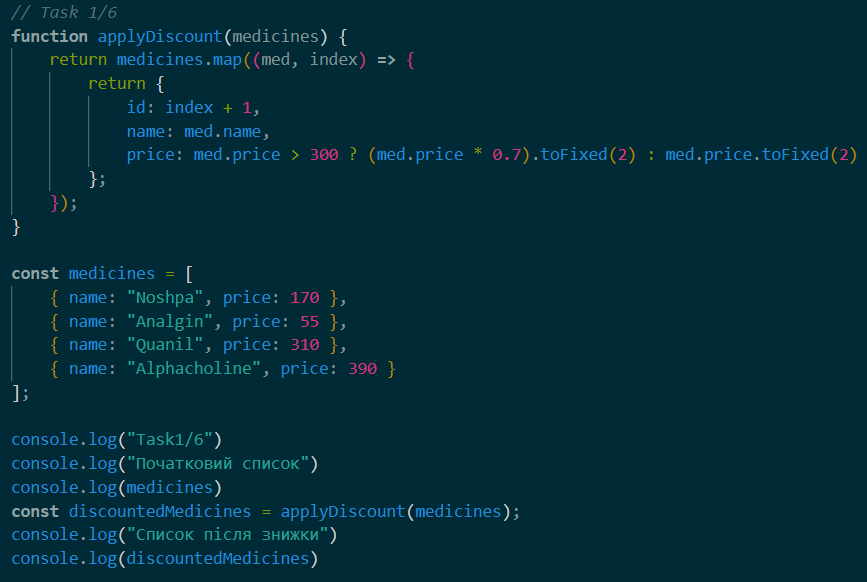 // Task 1/6
function applyDiscount(medicines) {
    return medicines.map((med, index) => {
        return {
            id: index + 1,
            name: med.name,
            price: med.price > 300 ? (med.price * 0.7).toFixed(2) : med.price.toFixed(2)
        };
    });
}

const medicines = [
    { name: "Noshpa", price: 170 },
    { name: "Analgin", price: 55 },
    { name: "Quanil", price: 310 },
    { name: "Alphacholine", price: 390 }
];

console.log("Task1/6")
console.log("Початковий список")
console.log(medicines)
const discountedMedicines = applyDiscount(medicines);
console.log("Список після знижки")
console.log(discountedMedicines)